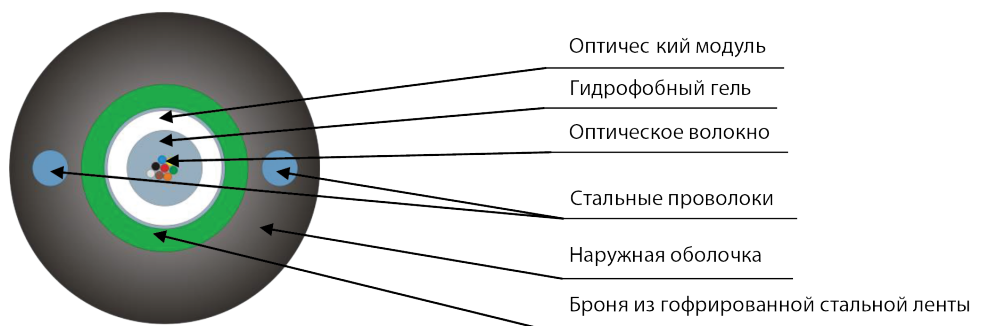 Оптичес кий модуль
Гидрофобный гель
Оптическое волокно
Стальные проволоки
Наружная оболочка
Броня из гофрированной стальной ленты